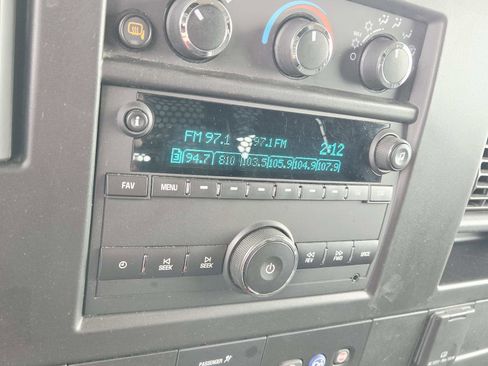 FM 97.1 97.1 FM 2:12
3 94.7 810 103.5 105.9 104.9 107.9
FAV MENU
SEEK SEEK REV FWD
PASSENGER